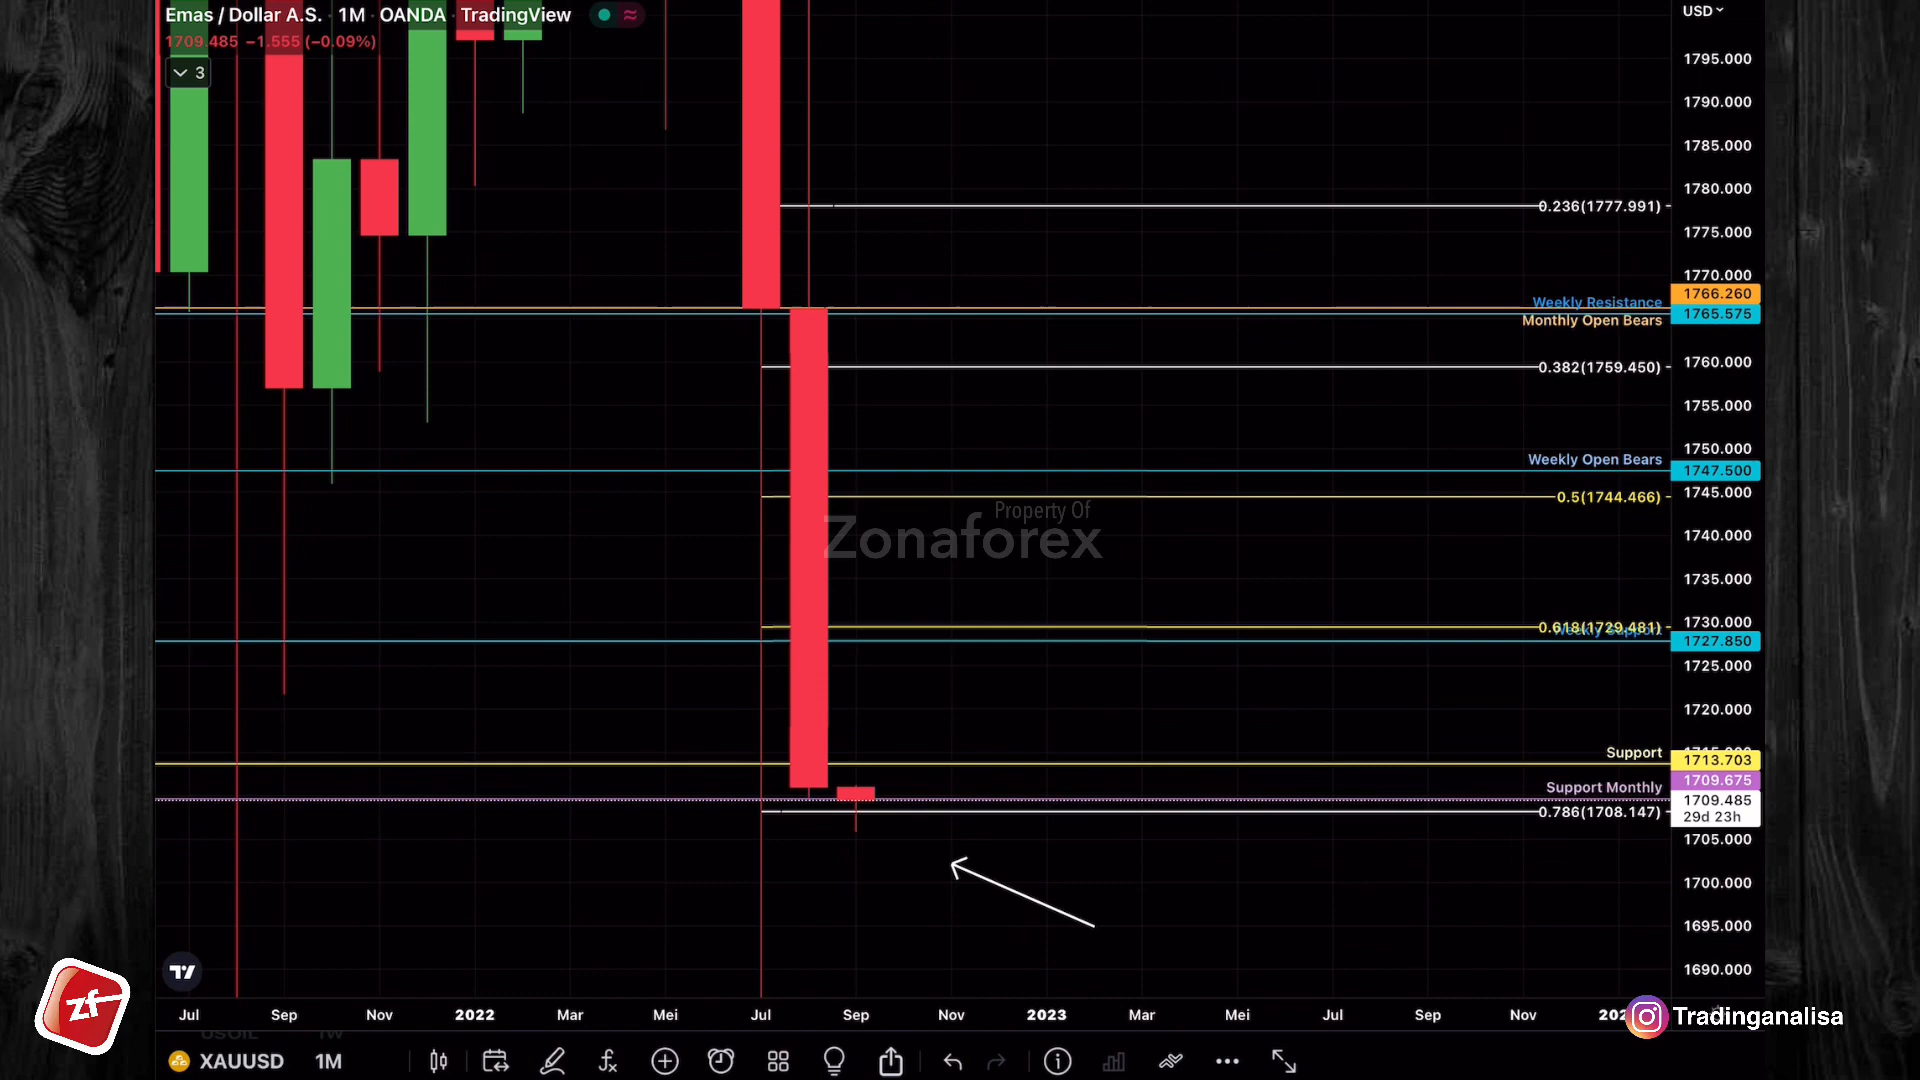 Emas / Dollar A.S. · 1M · OANDA · TradingView
1709.485 −1.555 (−0.09%)
3
USD
1795.000
1790.000
1785.000
1780.000
0.236(1777.991)
1775.000
1770.000
Weekly Resistance 1766.260
Monthly Open Bears 1765.575
1760.000
0.382(1759.450)
1755.000
1750.000
Weekly Open Bears 1747.500
1745.000
0.5(1744.466)
Property Of
Zonaforex
1740.000
1735.000
1730.000
0.618(1729.481)
Weekly Support 1727.850
1725.000
1720.000
1715.000
Support 1713.703
1709.675
Support Monthly 1709.485
29d 23h
0.786(1708.147)
1705.000
1700.000
1695.000
1690.000
Jul Sep Nov 2022 Mar Mei Jul Sep Nov 2023 Mar Mei Jul Sep Nov
zf
Tradinganalisa
USOIL 1W
XAUUSD 1M